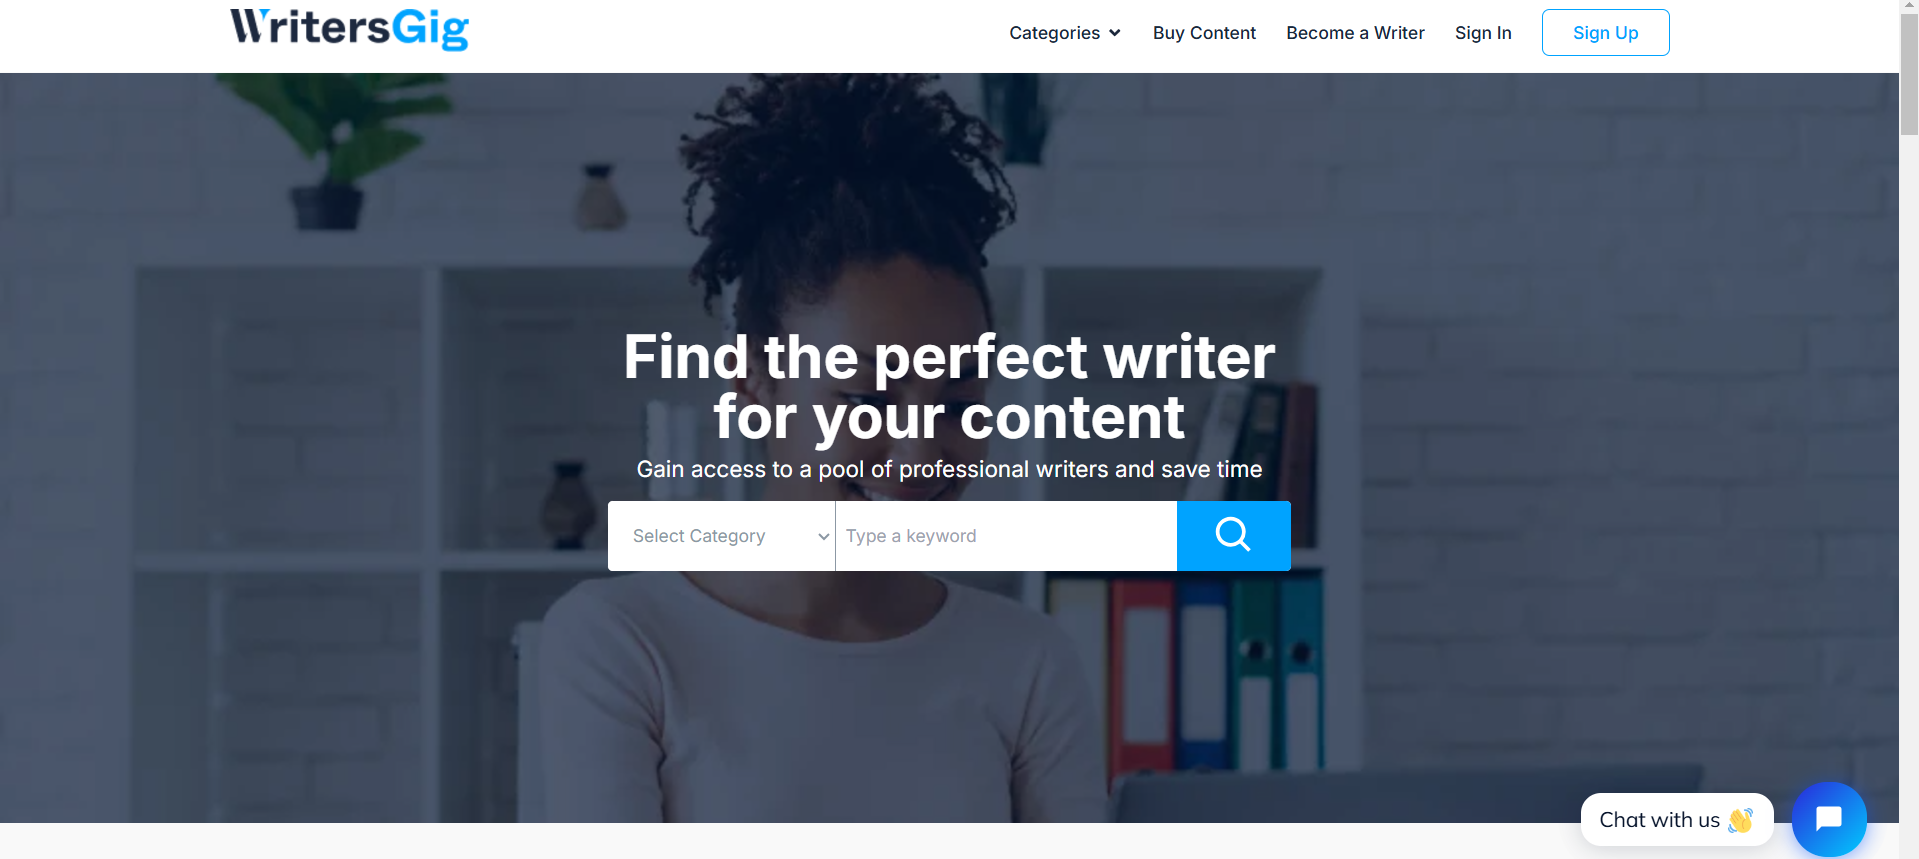 WritersGig
Categories
Buy Content
Become a Writer
Sign In
Sign Up
Find the perfect writer
for your content
Gain access to a pool of professional writers and save time
Select Category
Type a keyword
Chat with us 👋